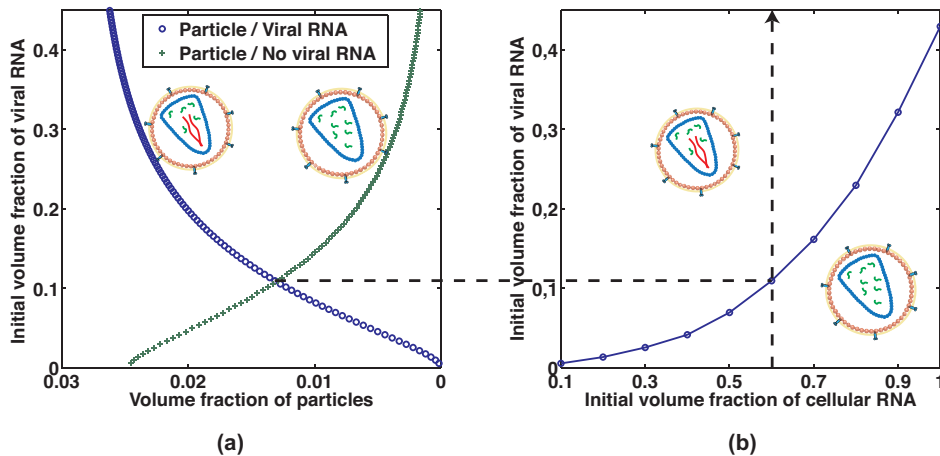 Initial volume fraction of viral RNA
0.4
0.3
0.2
0.1
0
Particle / Viral RNA
Particle / No viral RNA
0.03
0.02
0.01
0
Volume fraction of particles
(a)
Initial volume fraction of viral RNA
0.4
0,3
0.2
0.1
0
0.1
0.3
0.5
0.7
0.9
1
Initial volume fraction of cellular RNA
(b)